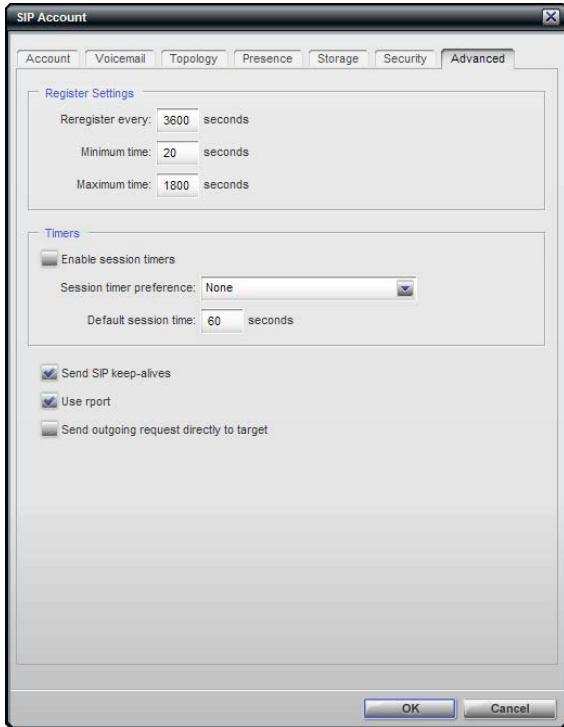 SIP Account
Account Voicemail Topology Presence Storage Security Advanced
Register Settings
Reregister every: 3600 seconds
Minimum time: 20 seconds
Maximum time: 1800 seconds
Timers
Enable session timers
Session timer preference: None
Default session time: 60 seconds
Send SIP keep-alives
Use rport
Send outgoing request directly to target
OK Cancel